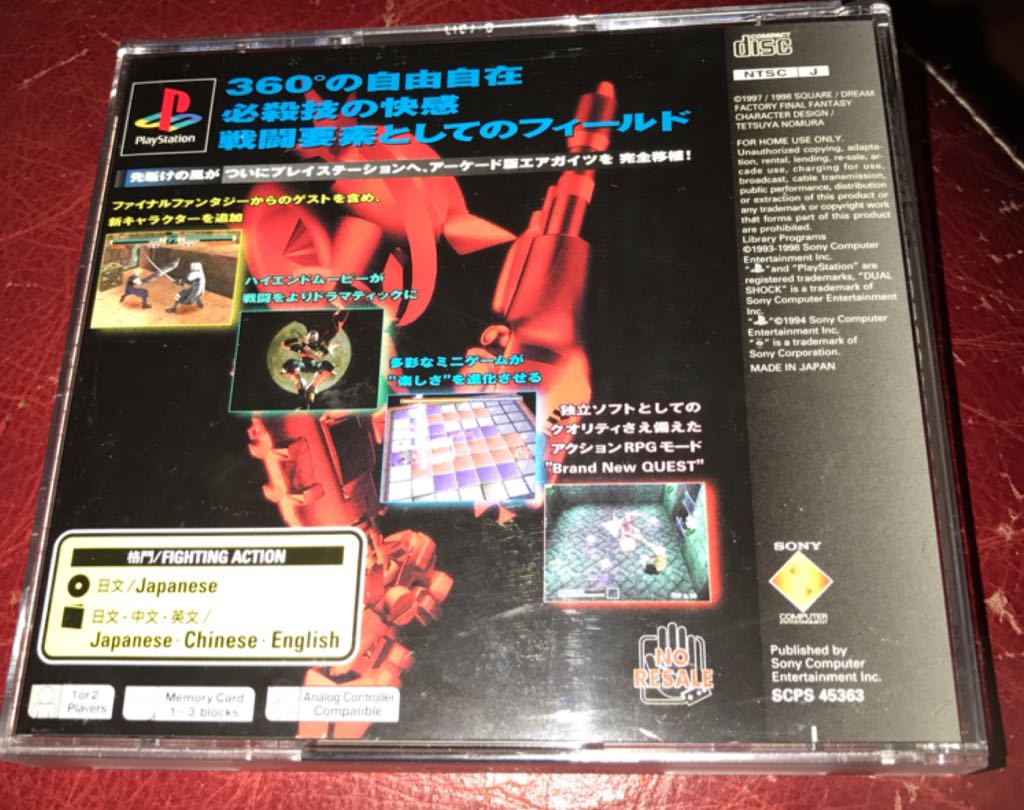 PlayStation
360°の自由自在
必殺技の快感
戦闘要素としてのフィールド
先駆けの風が ついにプレイステーションへ、アーケード版エアガイツを 完全移植!
ファイナルファンタジーからのゲストを含め、
新キャラクターを追加
ハイエンドムービーが
戦闘をよりドラマティックに
多彩なミニゲームが
"楽しさ"を進化させる
独立ソフトとしての
クオリティさえ備えた
アクションRPGモード
"Brand New QUEST"
格鬥/FIGHTING ACTION
日文/Japanese
日文・中文・英文/
Japanese・Chinese・English
1 or 2
Players
Memory Card
1-3 blocks
Analog Controller
Compatible
NO
RESALE
COMPACT
disc
NTSC J
©1997 / 1998 SQUARE / DREAM
FACTORY FINAL FANTASY
CHARACTER DESIGN /
TETSUYA NOMURA
FOR HOME USE ONLY.
Unauthorized copying, adapta-
tion, rental, lending, re-sale, ar-
cade use, charging for use,
broadcast, cable transmission,
public performance, distribution
or extraction of this product or
any trademark or copyright work
that forms part of this product
are prohibited.
Library Programs
©1993-1998 Sony Computer
Entertainment Inc.
" " and "PlayStation" are
registered trademarks, "DUAL
SHOCK" is a trademark of
Sony Computer Entertainment
Inc.
" " ©1994 Sony Computer
Entertainment Inc.
" " is a trademark of
Sony Corporation.
MADE IN JAPAN
SONY
COMPUTER
ENTERTAINMENT
Published by
Sony Computer
Entertainment Inc.
SCPS 45363